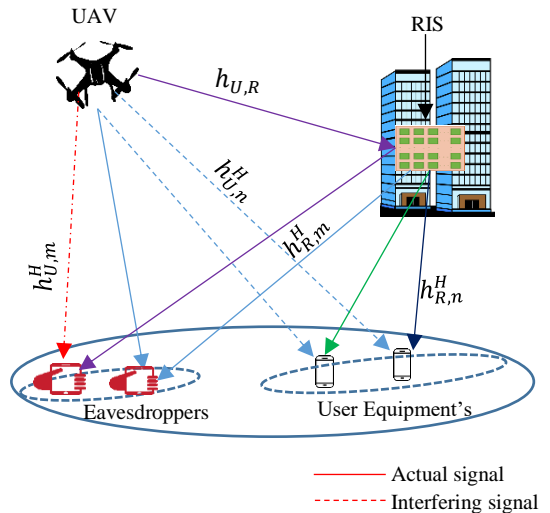 UAV
RIS
h_{U,R}
h_{U,n}^{H}
h_{U,m}^{H}
h_{R,m}^{H}
h_{R,n}^{H}
Eavesdroppers
User Equipment's
Actual signal
Interfering signal